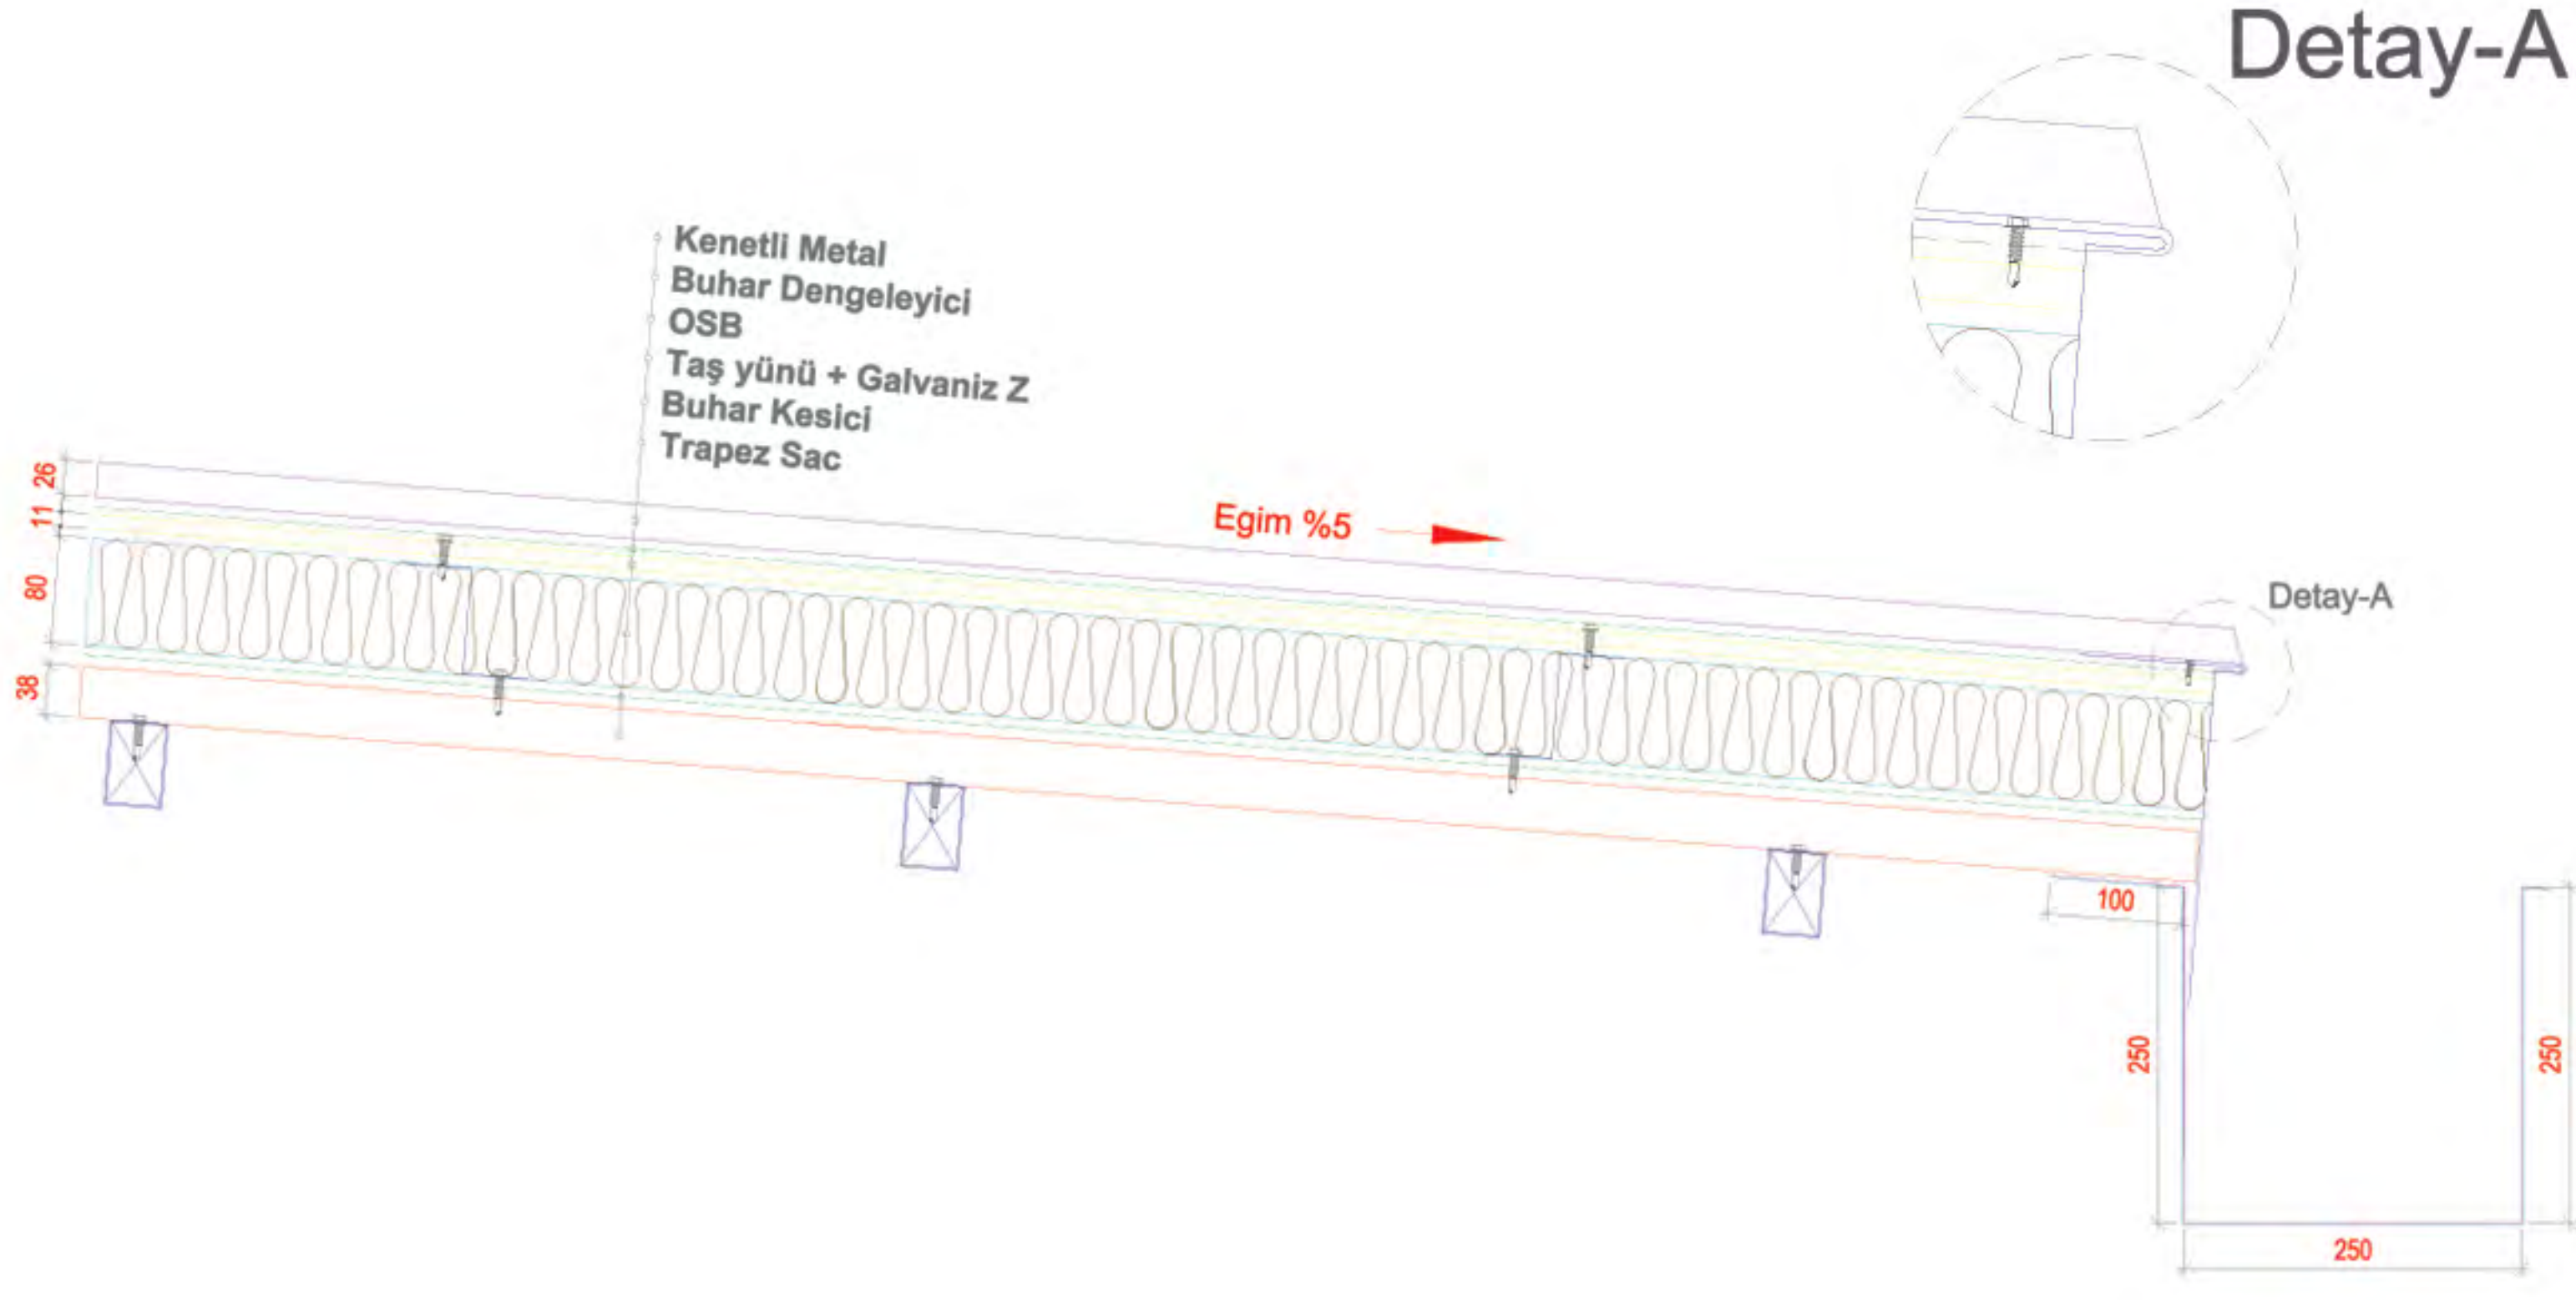 Detay-A
Kenetli Metal
Buhar Dengeleyici
OSB
Taş yünü + Galvaniz Z
Buhar Kesici
Trapez Sac
26
11
80
38
Egim %5
Detay-A
100
250
250
250